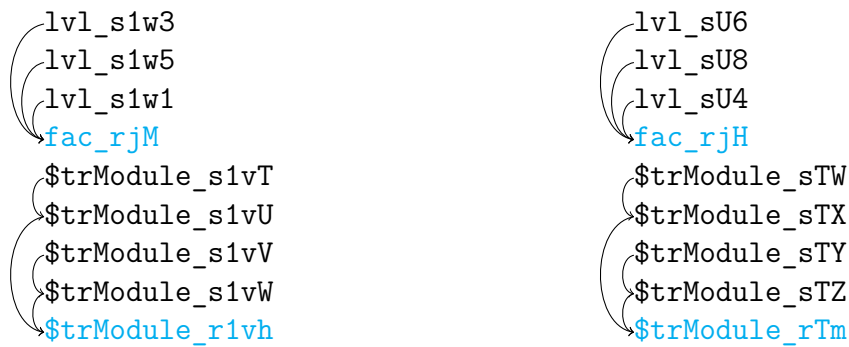 lvl_s1w3
lvl_s1w5
lvl_s1w1
fac_rjM
$trModule_s1vT
$trModule_s1vU
$trModule_s1vV
$trModule_s1vW
$trModule_r1vh
lvl_sU6
lvl_sU8
lvl_sU4
fac_rjH
$trModule_sTW
$trModule_sTX
$trModule_sTY
$trModule_sTZ
$trModule_rTm